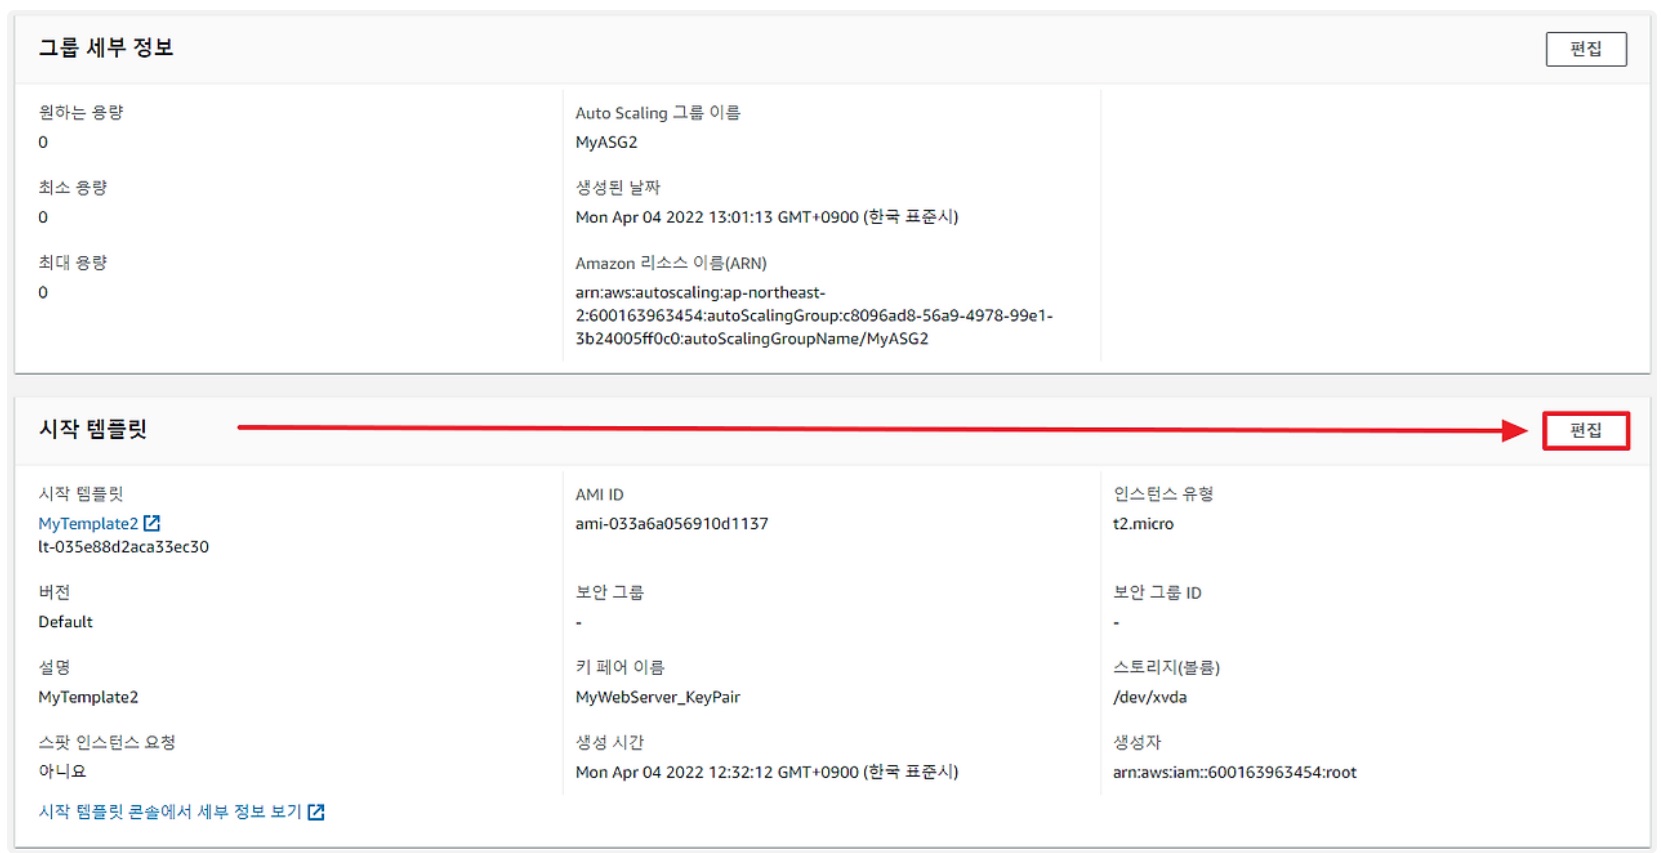 그룹 세부 정보
편집
원하는 용량
0
최소 용량
0
최대 용량
0
Auto Scaling 그룹 이름
MyASG2
생성된 날짜
Mon Apr 04 2022 13:01:13 GMT+0900 (한국 표준시)
Amazon 리소스 이름(ARN)
arn:aws:autoscaling:ap-northeast-
2:600163963454:autoScalingGroup:c8096ad8-56a9-4978-99e1-
3b24005ff0c0:autoScalingGroupName/MyASG2
시작 템플릿
편집
시작 템플릿
MyTemplate2
lt-035e88d2aca33ec30
버전
Default
설명
MyTemplate2
스팟 인스턴스 요청
아니요
AMI ID
ami-033a6a056910d1137
보안 그룹
-
키 페어 이름
MyWebServer_KeyPair
생성 시간
Mon Apr 04 2022 12:32:12 GMT+0900 (한국 표준시)
인스턴스 유형
t2.micro
보안 그룹 ID
-
스토리지(볼륨)
/dev/xvda
생성자
arn:aws:iam::600163963454:root
시작 템플릿 콘솔에서 세부 정보 보기